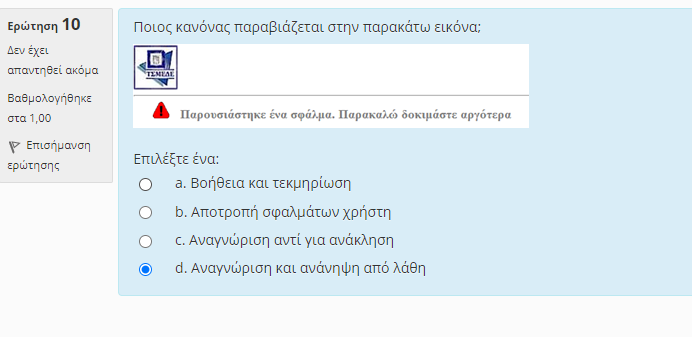 Ερώτηση 10
Δεν έχει
απαντηθεί ακόμα
Βαθμολογήθηκε
στα 1,00
Επισήμανση
ερώτησης
Ποιος κανόνας παραβιάζεται στην παρακάτω εικόνα;
ΤΣΜΕΔΕ
Παρουσιάστηκε ένα σφάλμα. Παρακαλώ δοκιμάστε αργότερα
Επιλέξτε ένα:
a. Βοήθεια και τεκμηρίωση
b. Αποτροπή σφαλμάτων χρήστη
c. Αναγνώριση αντί για ανάκληση
d. Αναγνώριση και ανάνηψη από λάθη